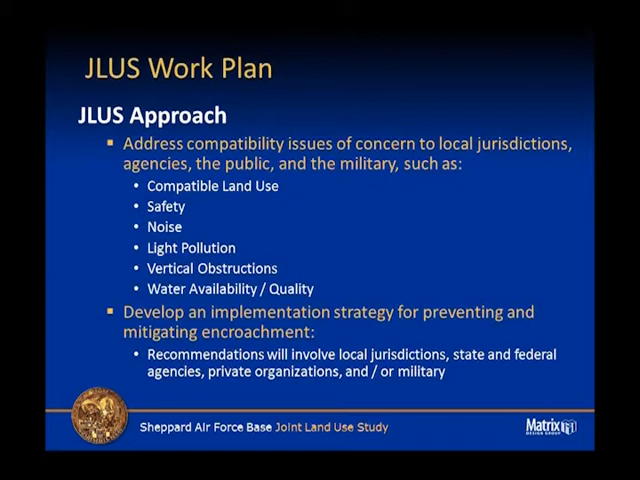 JLUS Work Plan
JLUS Approach
▪ Address compatibility issues of concern to local jurisdictions,
agencies, the public, and the military, such as:
• Compatible Land Use
• Safety
• Noise
• Light Pollution
• Vertical Obstructions
• Water Availability / Quality
▪ Develop an implementation strategy for preventing and
mitigating encroachment:
• Recommendations will involve local jurisdictions, state and federal
agencies, private organizations, and / or military
Sheppard Air Force Base Joint Land Use Study
Matrix
DESIGN GROUP